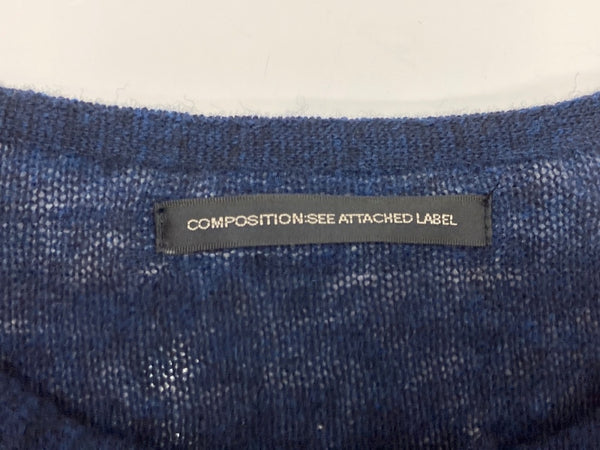 COMPOSITION:SEE ATTACHED LABEL